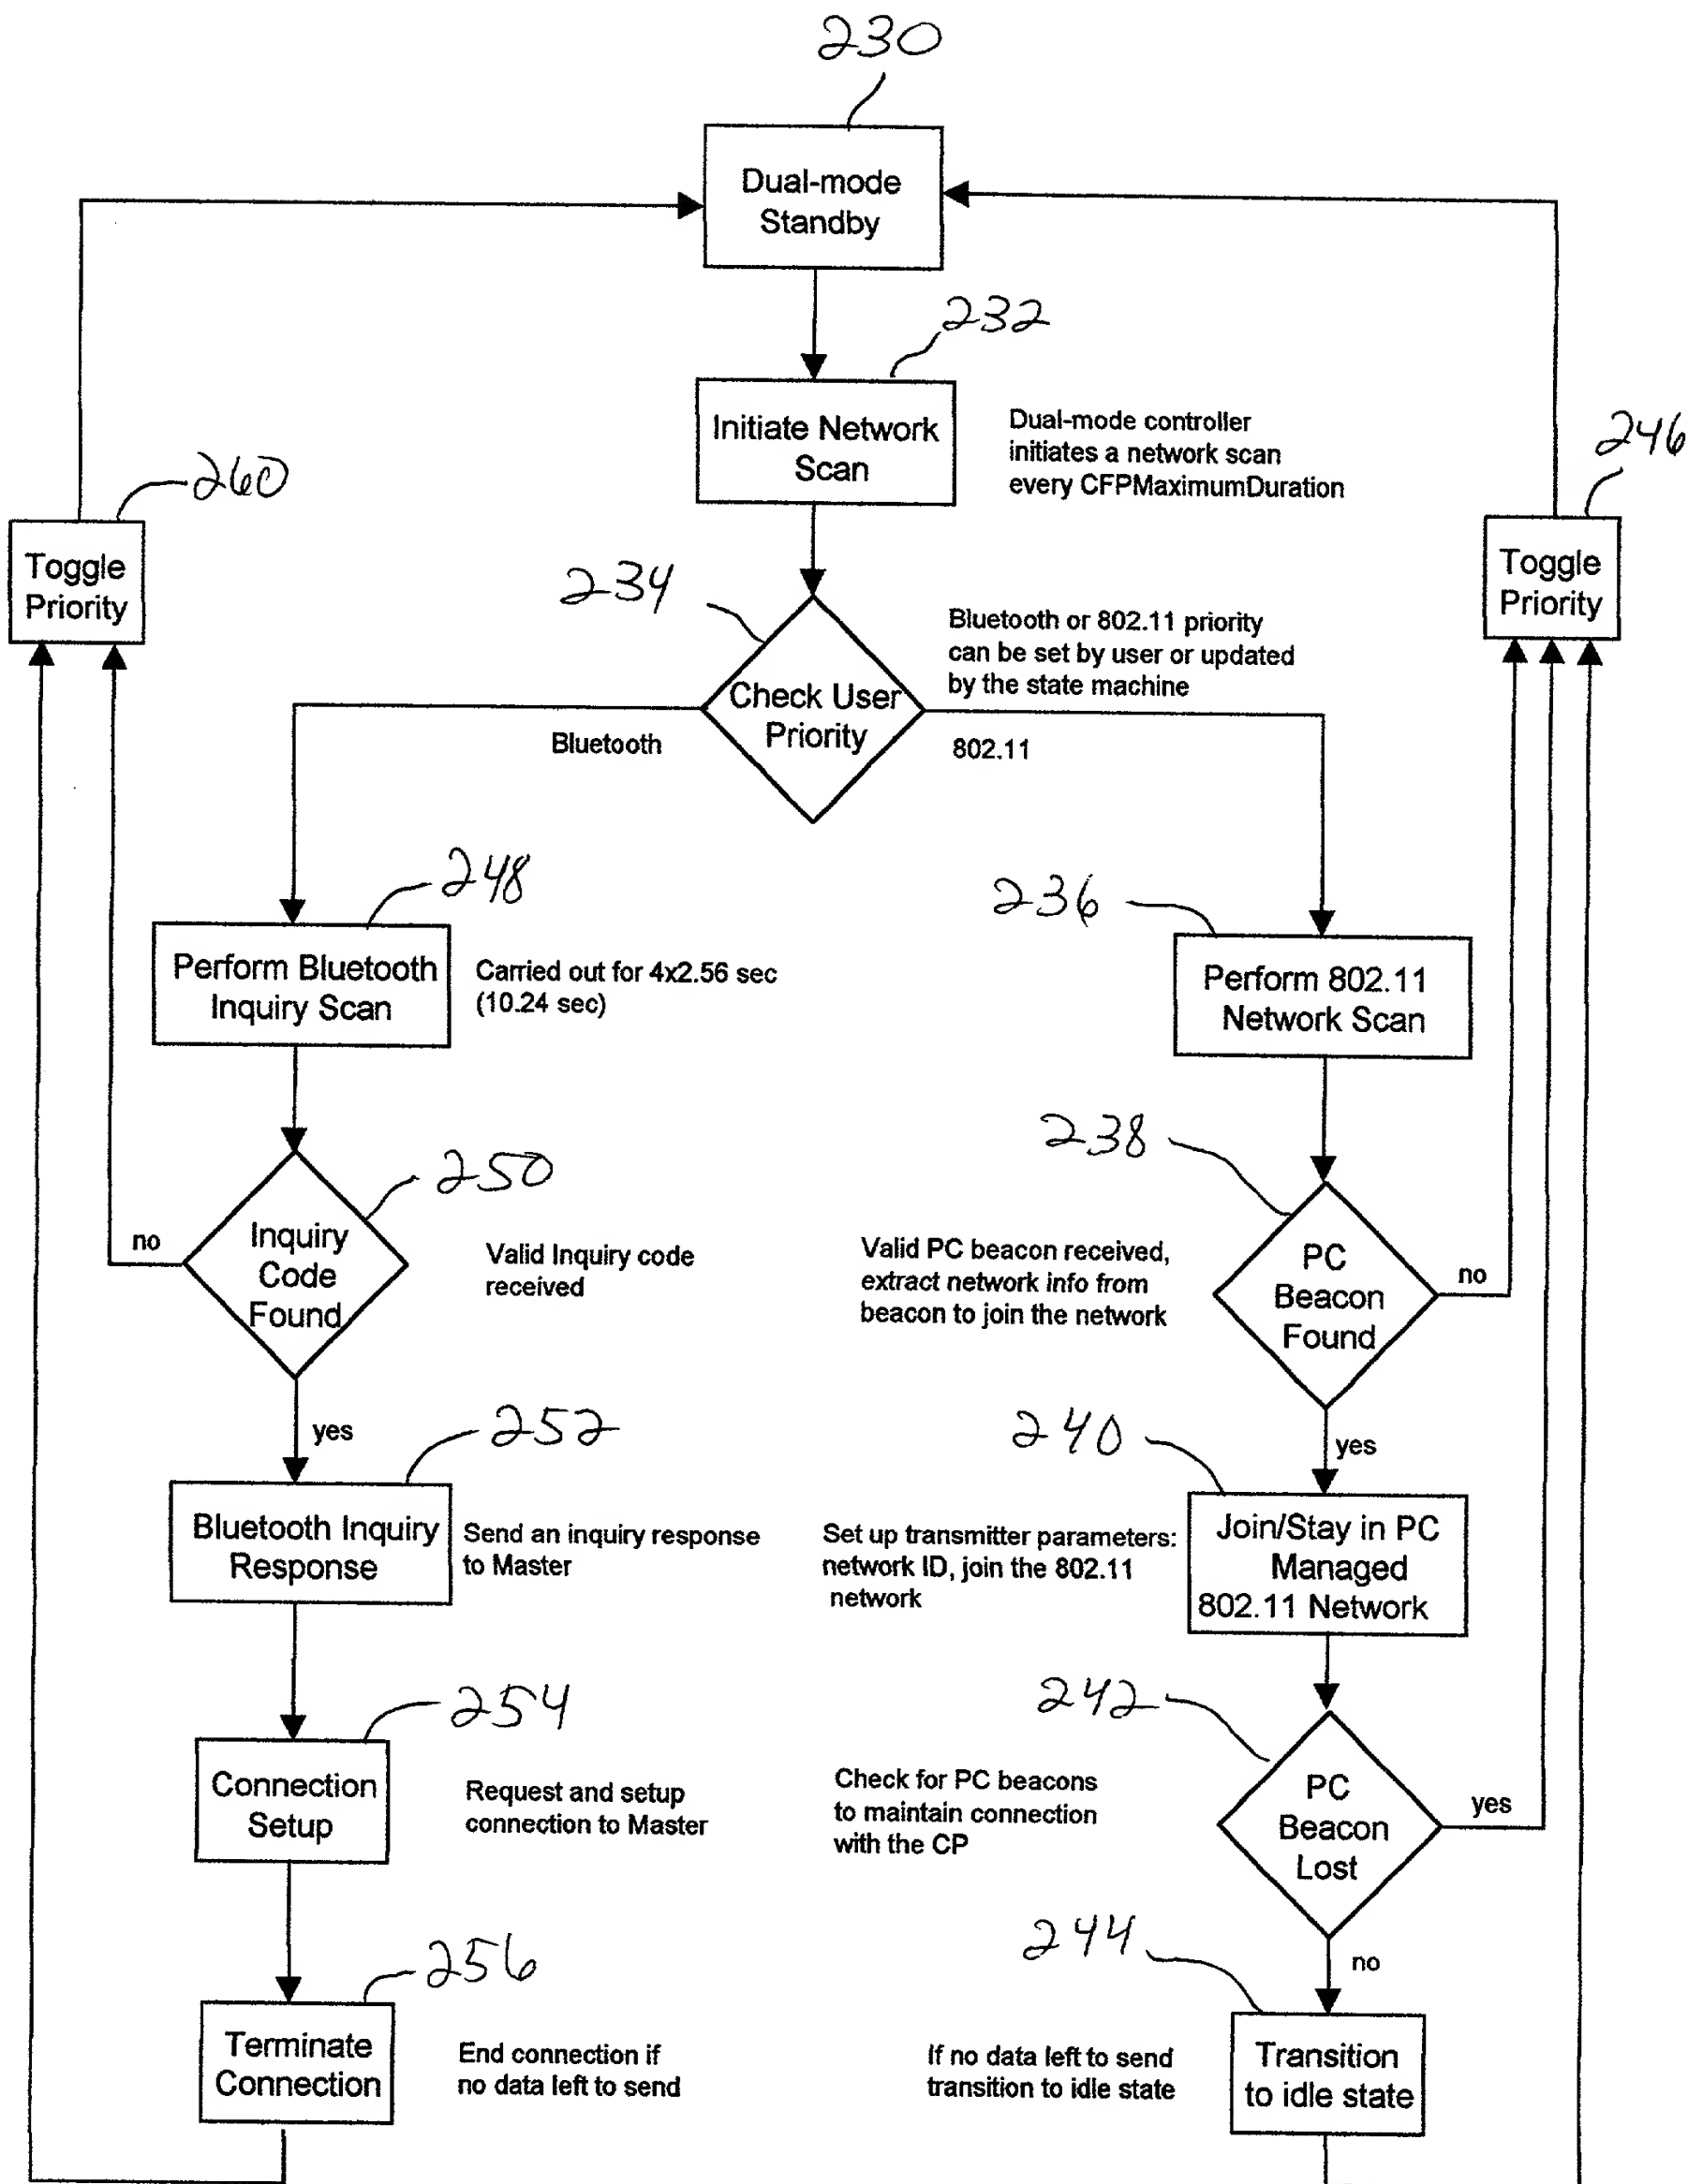 230
Dual-mode
Standby
232
Initiate Network
Scan
Dual-mode controller
initiates a network scan
every CFPMaximumDuration
246
260
Toggle
Priority
Toggle
Priority
234
Bluetooth or 802.11 priority
can be set by user or updated
by the state machine
Check User
Priority
Bluetooth
802.11
248
Perform Bluetooth
Inquiry Scan
Carried out for 4x2.56 sec
(10.24 sec)
236
Perform 802.11
Network Scan
250
Inquiry
Code
Found
no
Valid Inquiry code
received
238
Valid PC beacon received,
extract network info from
beacon to join the network
PC
Beacon
Found
no
yes
252
Bluetooth Inquiry
Response
Send an inquiry response
to Master
yes
240
Set up transmitter parameters:
network ID, join the 802.11
network
Join/Stay in PC
Managed
802.11 Network
254
Connection
Setup
Request and setup
connection to Master
242
Check for PC beacons
to maintain connection
with the CP
PC
Beacon
Lost
yes
no
256
Terminate
Connection
End connection if
no data left to send
244
If no data left to send
transition to idle state
Transition
to idle state